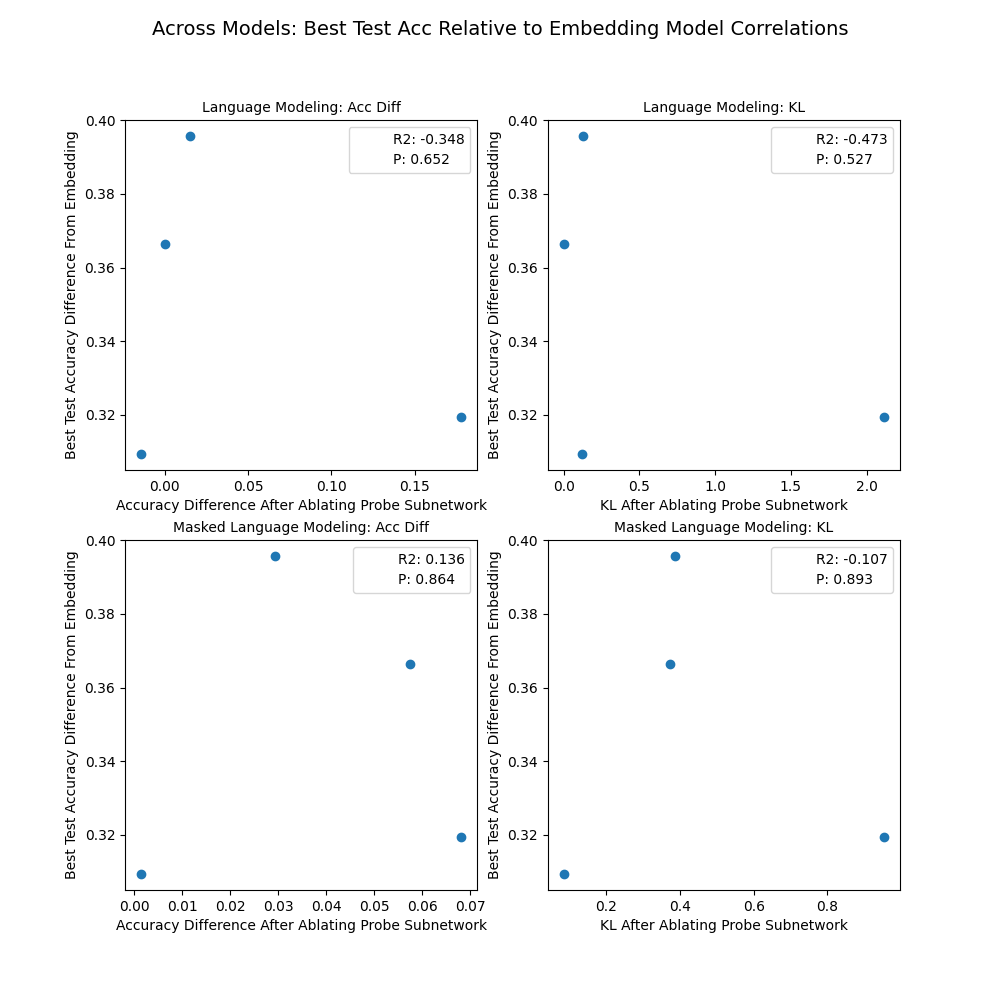 Across Models: Best Test Acc Relative to Embedding Model Correlations
Language Modeling: Acc Diff
R2: -0.348
P: 0.652
0.40
0.38
0.36
0.34
0.32
Best Test Accuracy Difference From Embedding
0.00 0.05 0.10 0.15
Accuracy Difference After Ablating Probe Subnetwork
Language Modeling: KL
R2: -0.473
P: 0.527
0.40
0.38
0.36
0.34
0.32
Best Test Accuracy Difference From Embedding
0.0 0.5 1.0 1.5 2.0
KL After Ablating Probe Subnetwork
Masked Language Modeling: Acc Diff
R2: 0.136
P: 0.864
0.40
0.38
0.36
0.34
0.32
Best Test Accuracy Difference From Embedding
0.00 0.01 0.02 0.03 0.04 0.05 0.06 0.07
Accuracy Difference After Ablating Probe Subnetwork
Masked Language Modeling: KL
R2: -0.107
P: 0.893
0.40
0.38
0.36
0.34
0.32
Best Test Accuracy Difference From Embedding
0.2 0.4 0.6 0.8
KL After Ablating Probe Subnetwork